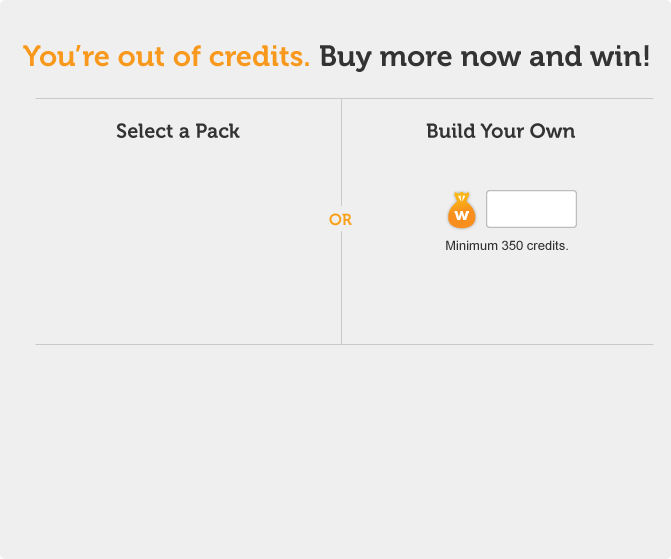 You're out of credits. Buy more now and win!
Select a Pack
Build Your Own
OR
w
Minimum 350 credits.